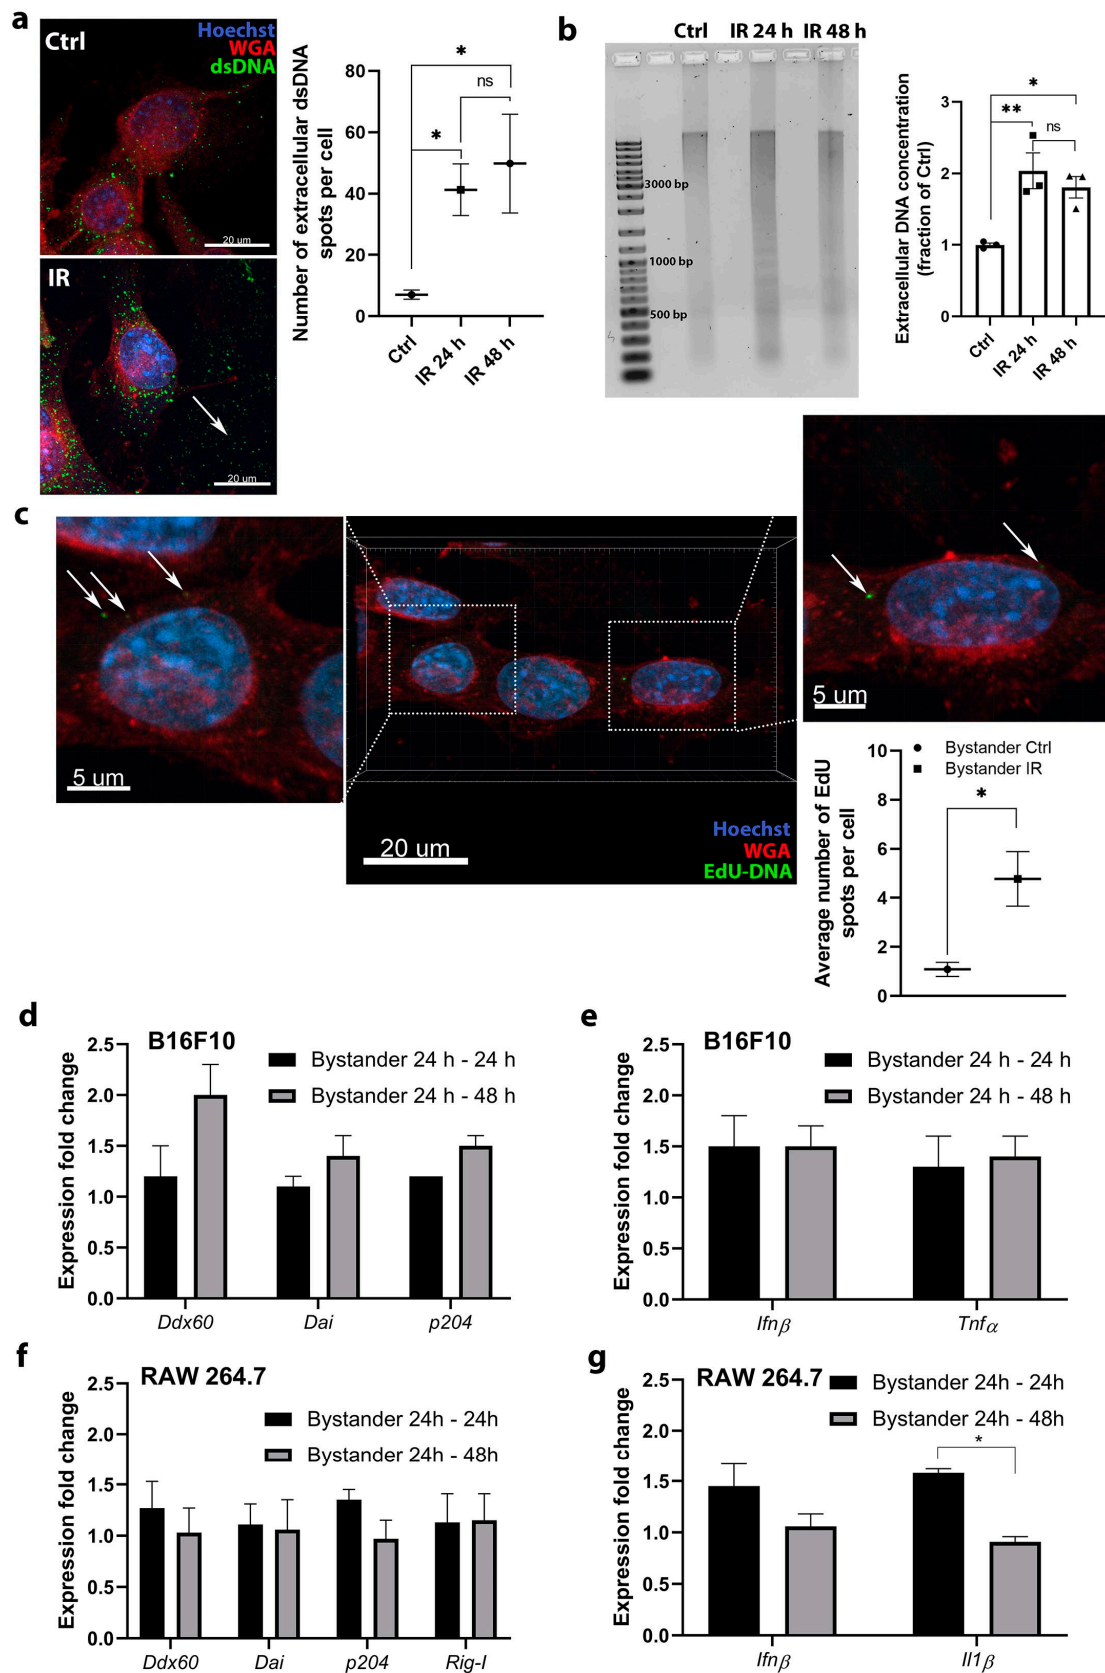 a
Ctrl
Hoechst
WGA
dsDNA
20 um
IR
20 um
Number of extracellular dsDNA
spots per cell
80
60
40
20
0
*
ns
*
Ctrl
IR 24 h
IR 48 h
b
Ctrl IR 24 h IR 48 h
3000 bp
1000 bp
500 bp
Extracellular DNA concentration
(fraction of Ctrl)
3
2
1
0
*
**
ns
Ctrl
IR 24 h
IR 48 h
c
5 um
20 um
Hoechst
WGA
EdU-DNA
5 um
Average number of EdU
spots per cell
10
8
6
4
2
0
Bystander Ctrl
Bystander IR
*
d
B16F10
Bystander 24 h - 24 h
Bystander 24 h - 48 h
Expression fold change
2.5
2.0
1.5
1.0
0.5
0.0
Ddx60 Dai p204
e
B16F10
Bystander 24 h - 24 h
Bystander 24 h - 48 h
Expression fold change
2.5
2.0
1.5
1.0
0.5
0.0
Ifnβ Tnfα
f
RAW 264.7
Bystander 24h - 24h
Bystander 24h - 48h
Expression fold change
2.5
2.0
1.5
1.0
0.5
0.0
Ddx60 Dai p204 Rig-I
g
RAW 264.7
Bystander 24h - 24h
Bystander 24h - 48h
*
Expression fold change
2.5
2.0
1.5
1.0
0.5
0.0
Ifnβ Il1β